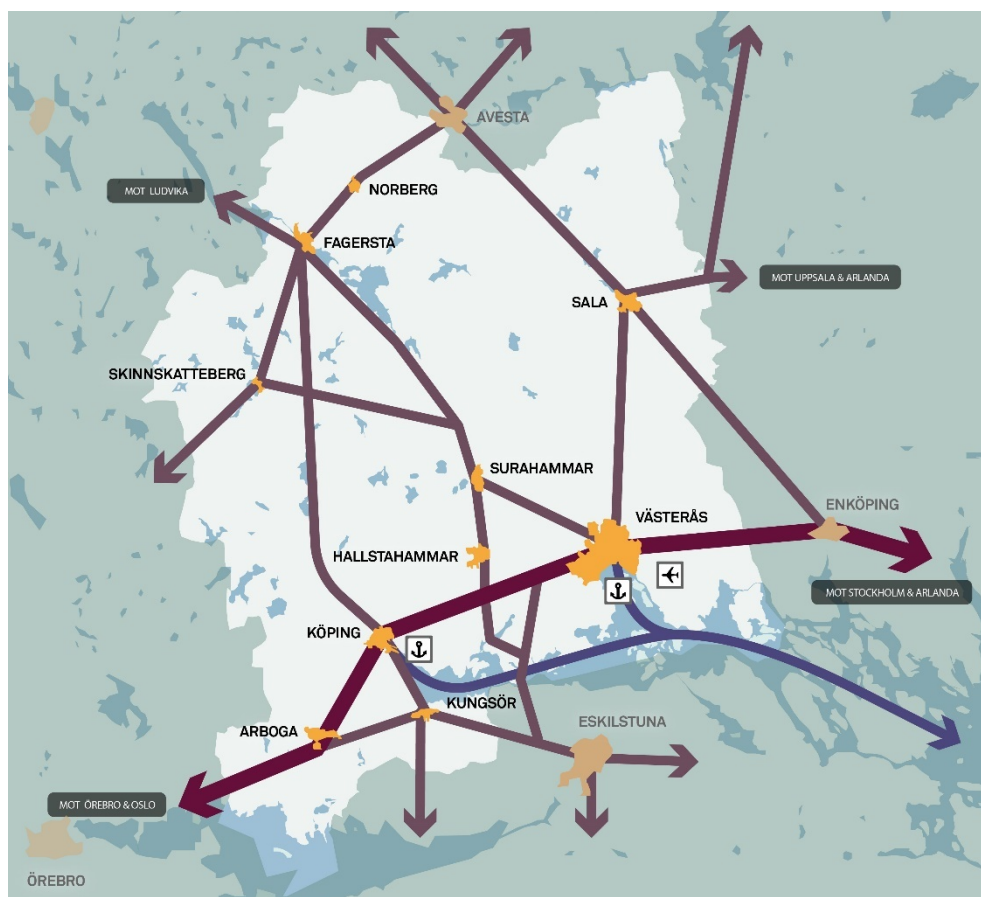 AVESTA
NORBERG
MOT LUDVIKA
FAGERSTA
MOT UPPSALA & ARLANDA
SALA
SKINNSKATTEBERG
SURAHAMMAR
ENKÖPING
VÄSTERÅS
HALLSTAHAMMAR
MOT STOCKHOLM & ARLANDA
KÖPING
KUNGSÖR
ESKILSTUNA
ARBOGA
MOT ÖREBRO & OSLO
ÖREBRO